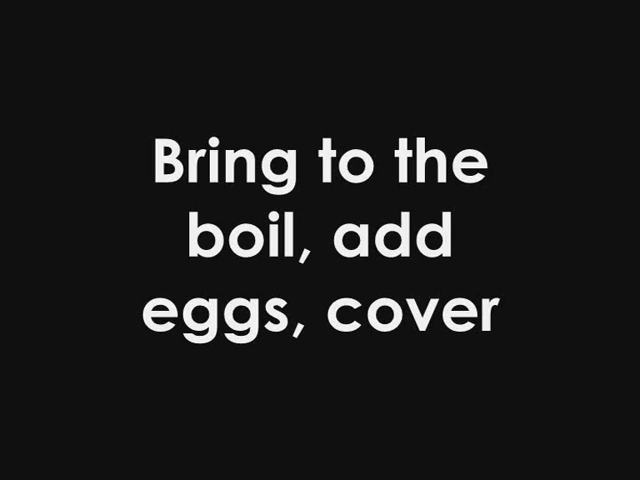 Bring to the
boil, add
eggs, cover